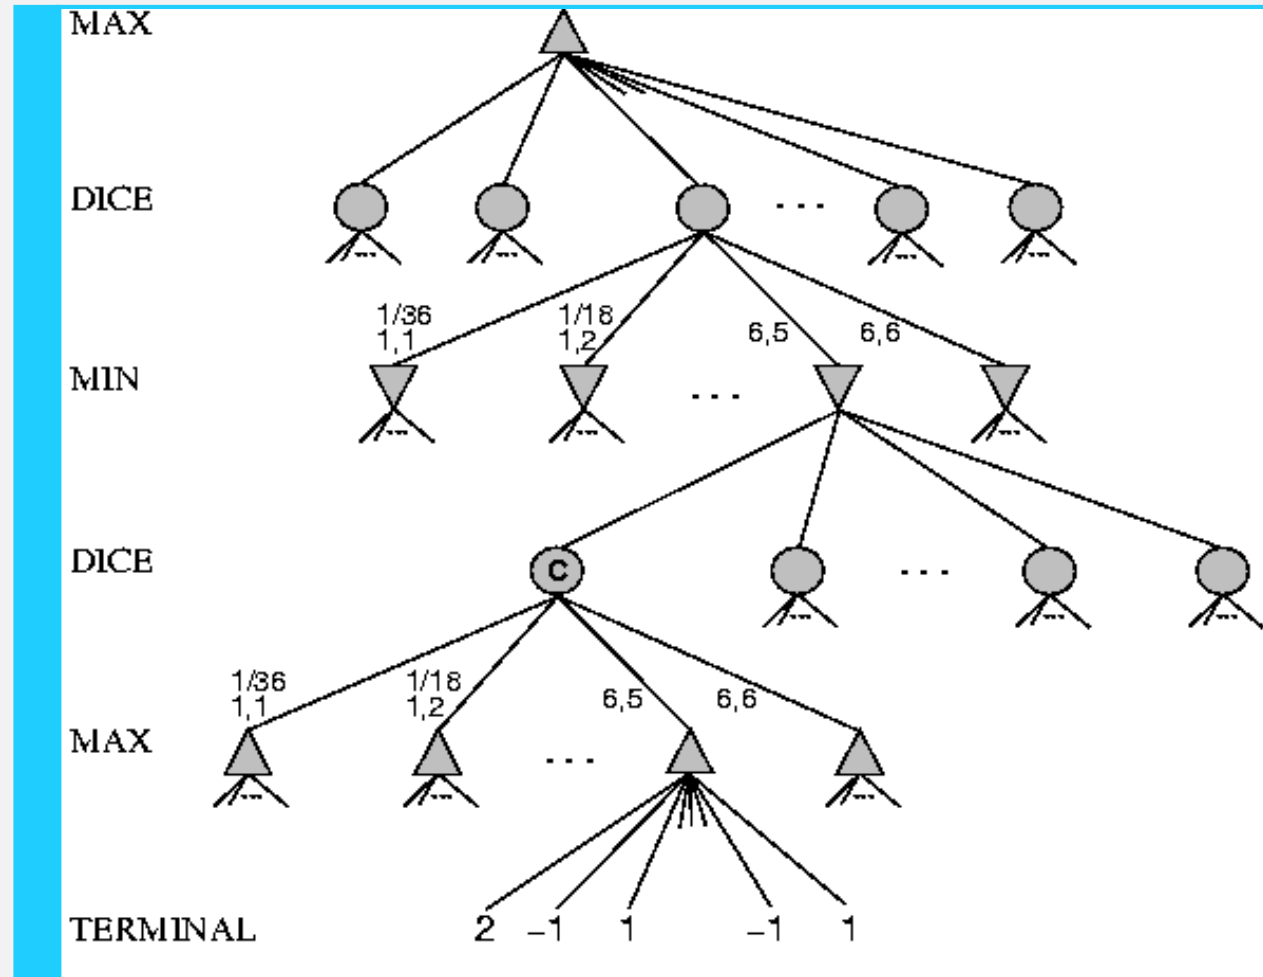 MAX
DICE
. . .
1/36
1,1
1/18
1,2
6,5
6,6
MIN
. . .
DICE
C
. . .
1/36
1,1
1/18
1,2
6,5
6,6
MAX
. . .
TERMINAL
2 –1 1 –1 1